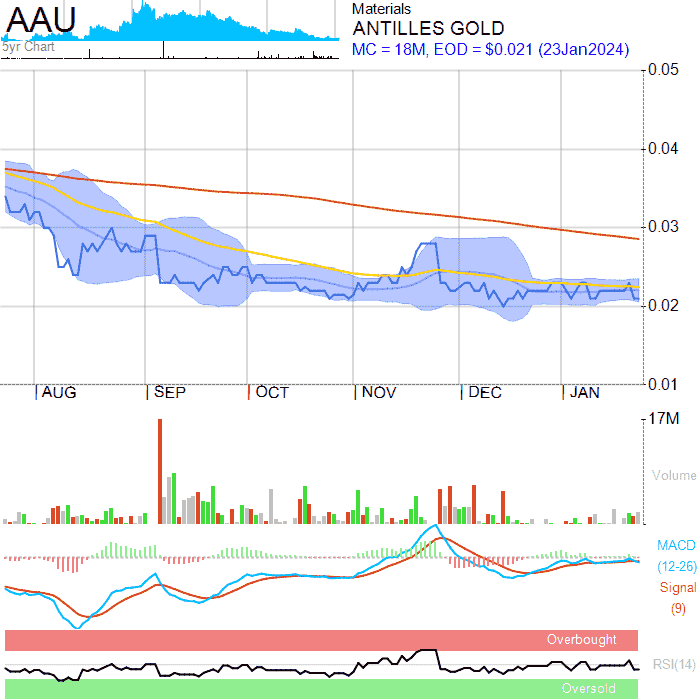 AAU
5yr Chart
Materials
ANTILLES GOLD
MC = 18M, EOD = $0.021 (23Jan2024)
0.05
0.04
0.03
0.02
0.01
AUG SEP OCT NOV DEC JAN
17M
Volume
MACD
(12-26)
Signal
(9)
Overbought
RSI(14)
Oversold